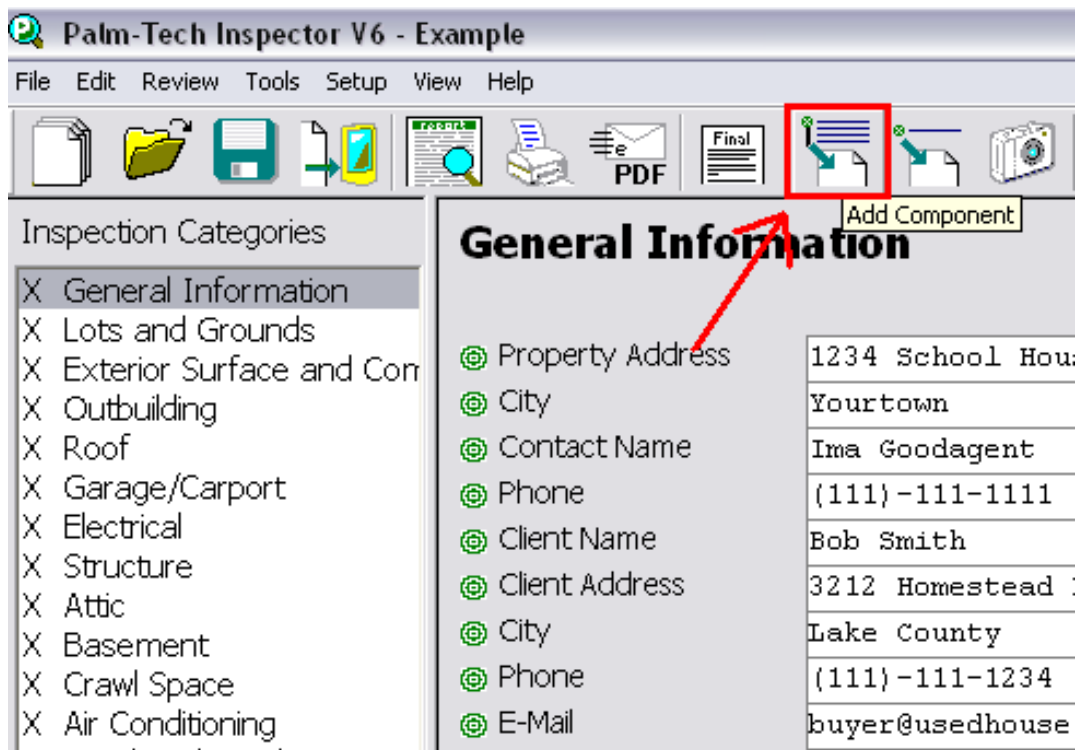 Palm-Tech Inspector V6 - Example
File Edit Review Tools Setup View Help
report
e
PDF
Final
Add Component
Inspection Categories
X General Information
X Lots and Grounds
X Exterior Surface and Com
X Outbuilding
X Roof
X Garage/Carport
X Electrical
X Structure
X Attic
X Basement
X Crawl Space
X Air Conditioning
General Information
Property Address 1234 School Hous
City Yourtown
Contact Name Ima Goodagent
Phone (111)-111-1111
Client Name Bob Smith
Client Address 3212 Homestead
City Lake County
Phone (111)-111-1234
E-Mail buyer@usedhouse